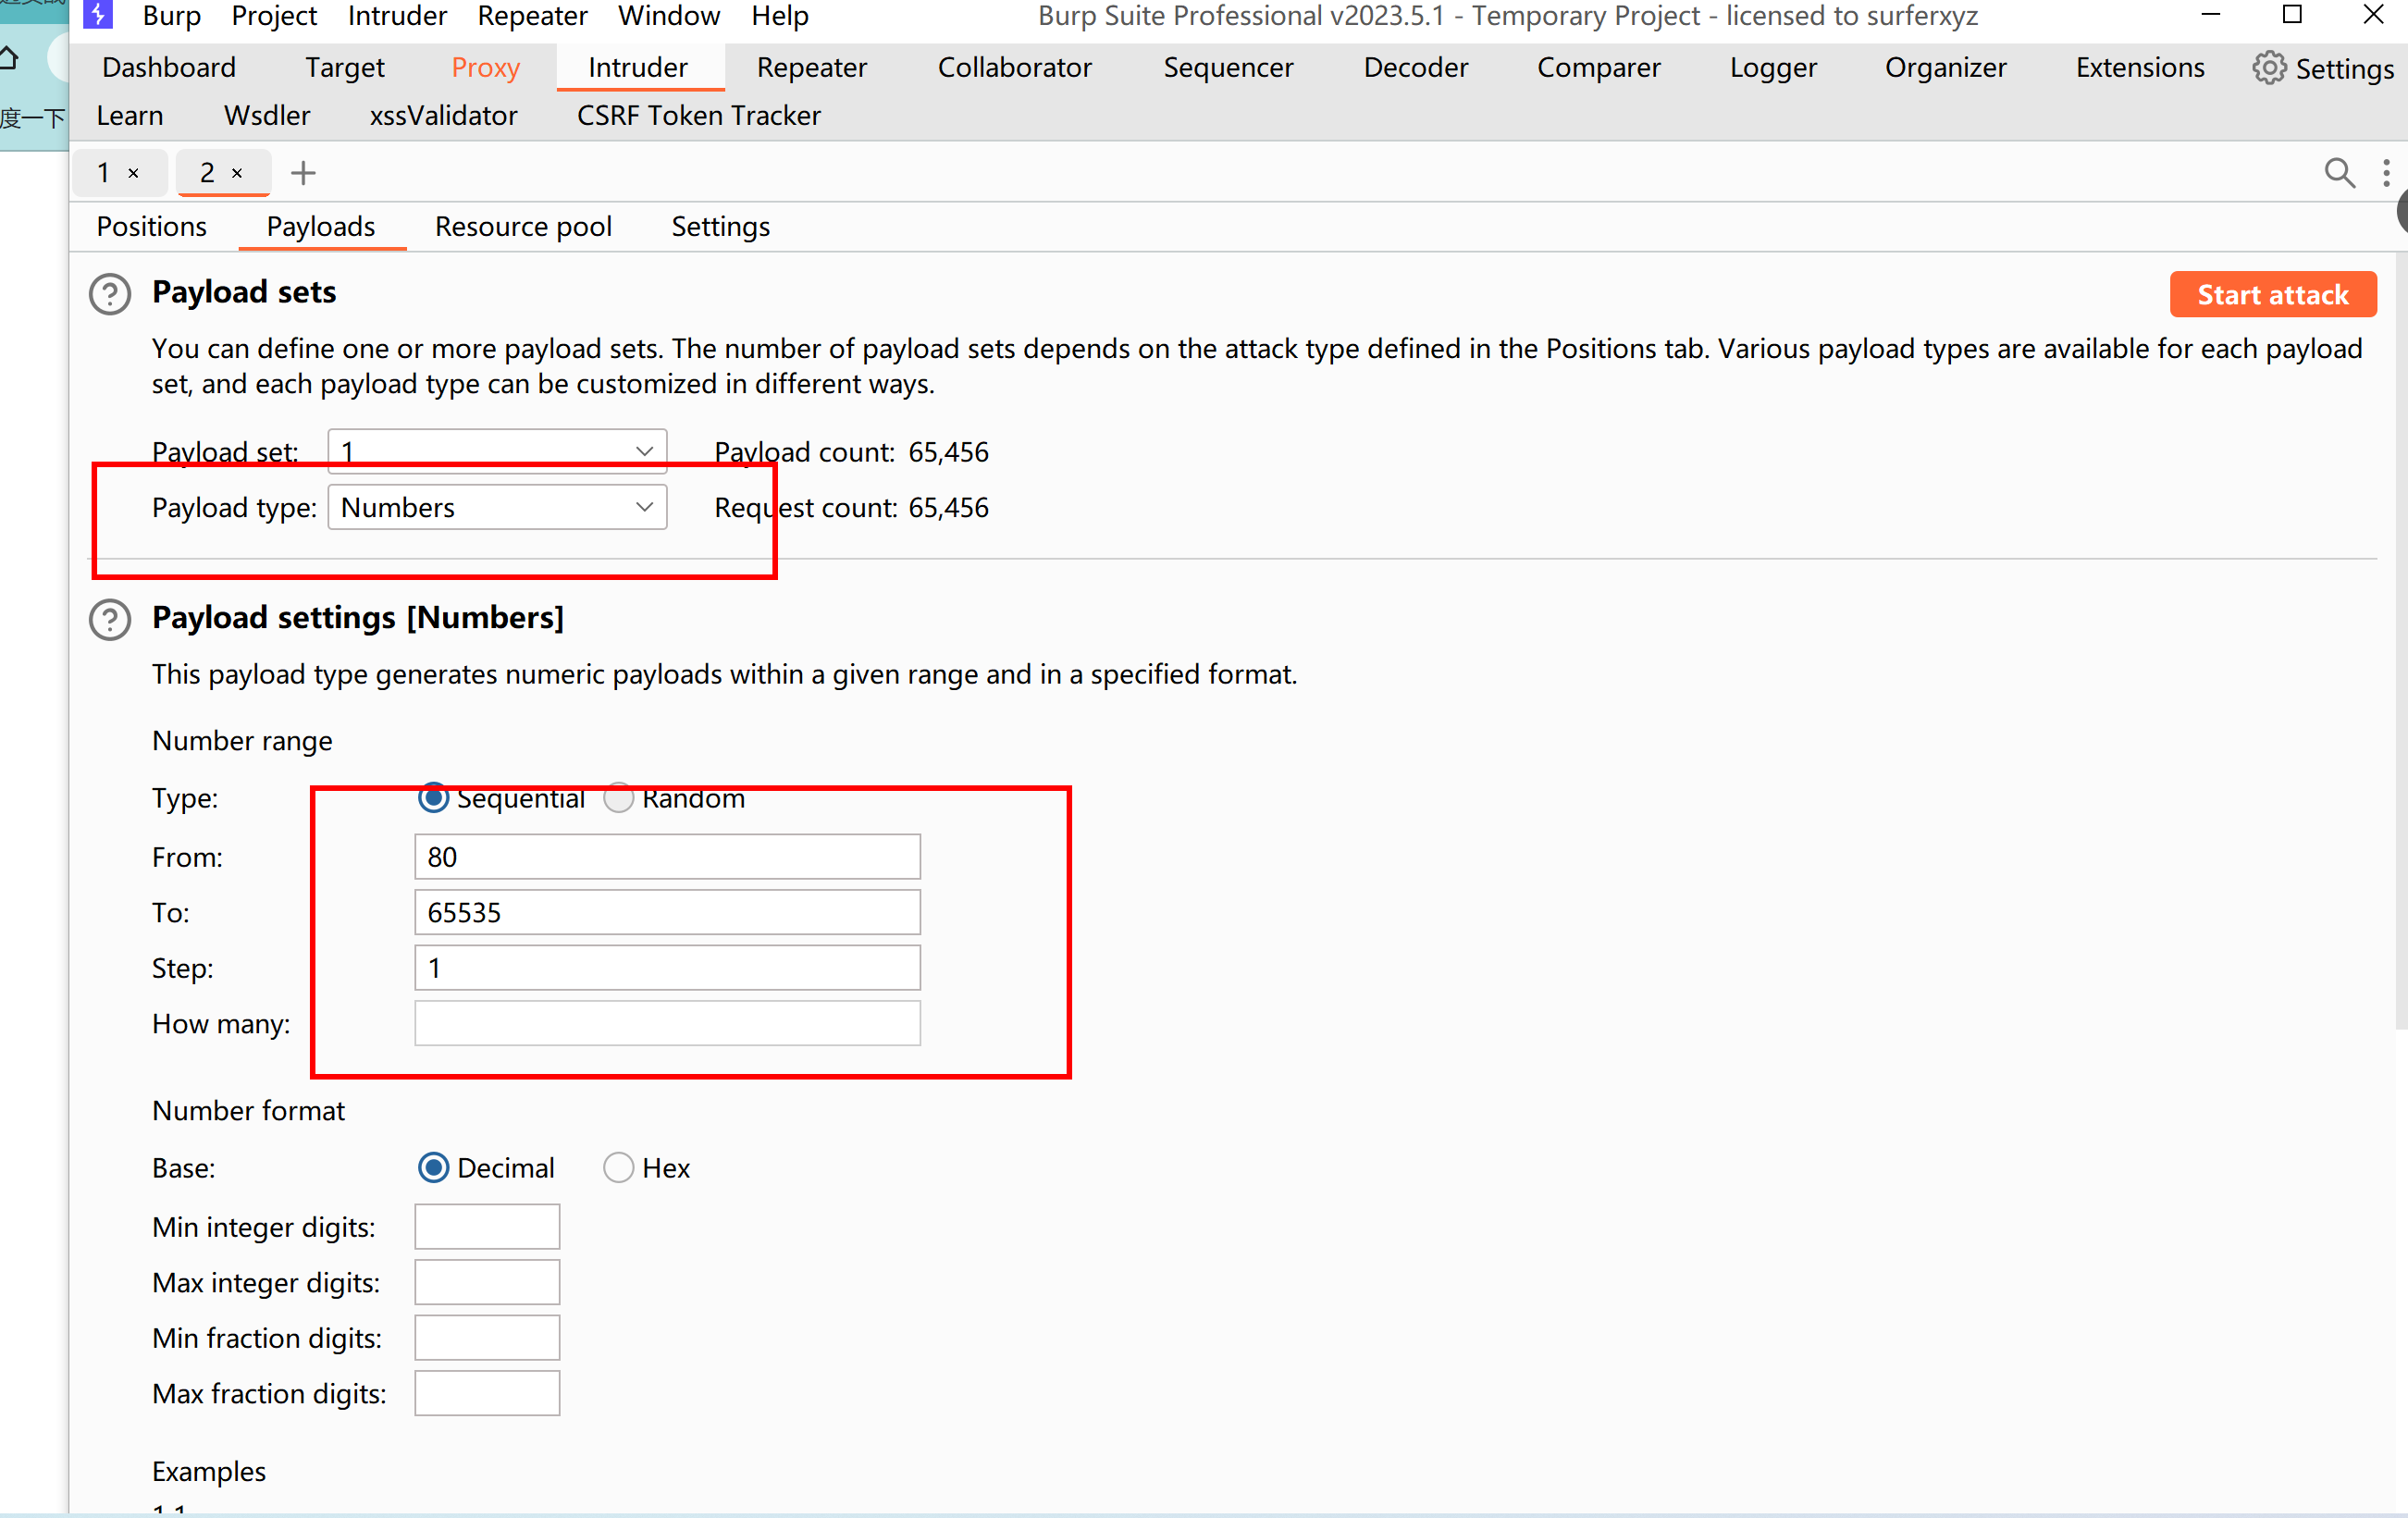 Burp Project Intruder Repeater Window Help Burp Suite Professional v2023.5.1 - Temporary Project - licensed to surferxyz
Dashboard Target Proxy Intruder Repeater Collaborator Sequencer Decoder Comparer Logger Organizer Extensions Settings
度一下
Learn Wsdler xssValidator CSRF Token Tracker
1 × 2 × +
Positions Payloads Resource pool Settings
? Payload sets
Start attack
You can define one or more payload sets. The number of payload sets depends on the attack type defined in the Positions tab. Various payload types are available for each payload
set, and each payload type can be customized in different ways.
Payload set: 1 Payload count: 65,456
Payload type: Numbers Request count: 65,456
? Payload settings [Numbers]
This payload type generates numeric payloads within a given range and in a specified format.
Number range
Type: Sequential Random
From: 80
To: 65535
Step: 1
How many:
Number format
Base: Decimal Hex
Min integer digits:
Max integer digits:
Min fraction digits:
Max fraction digits:
Examples